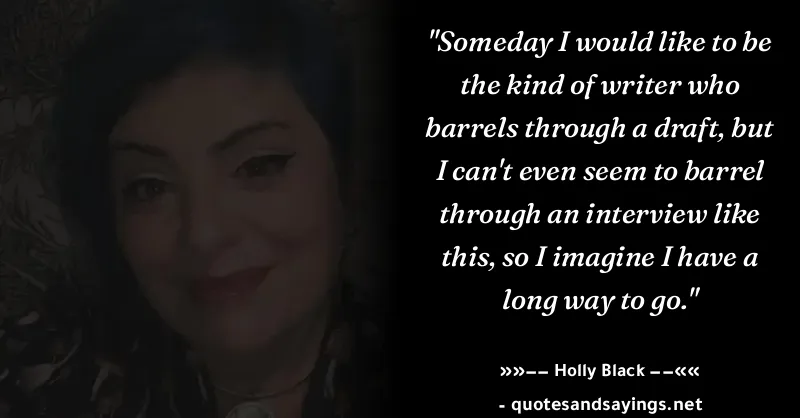 "Someday I would like to be
the kind of writer who
barrels through a draft, but
I can't even seem to barrel
through an interview like
this, so I imagine I have a
long way to go."
»»−− Holly Black −−««
- quotesandsayings.net